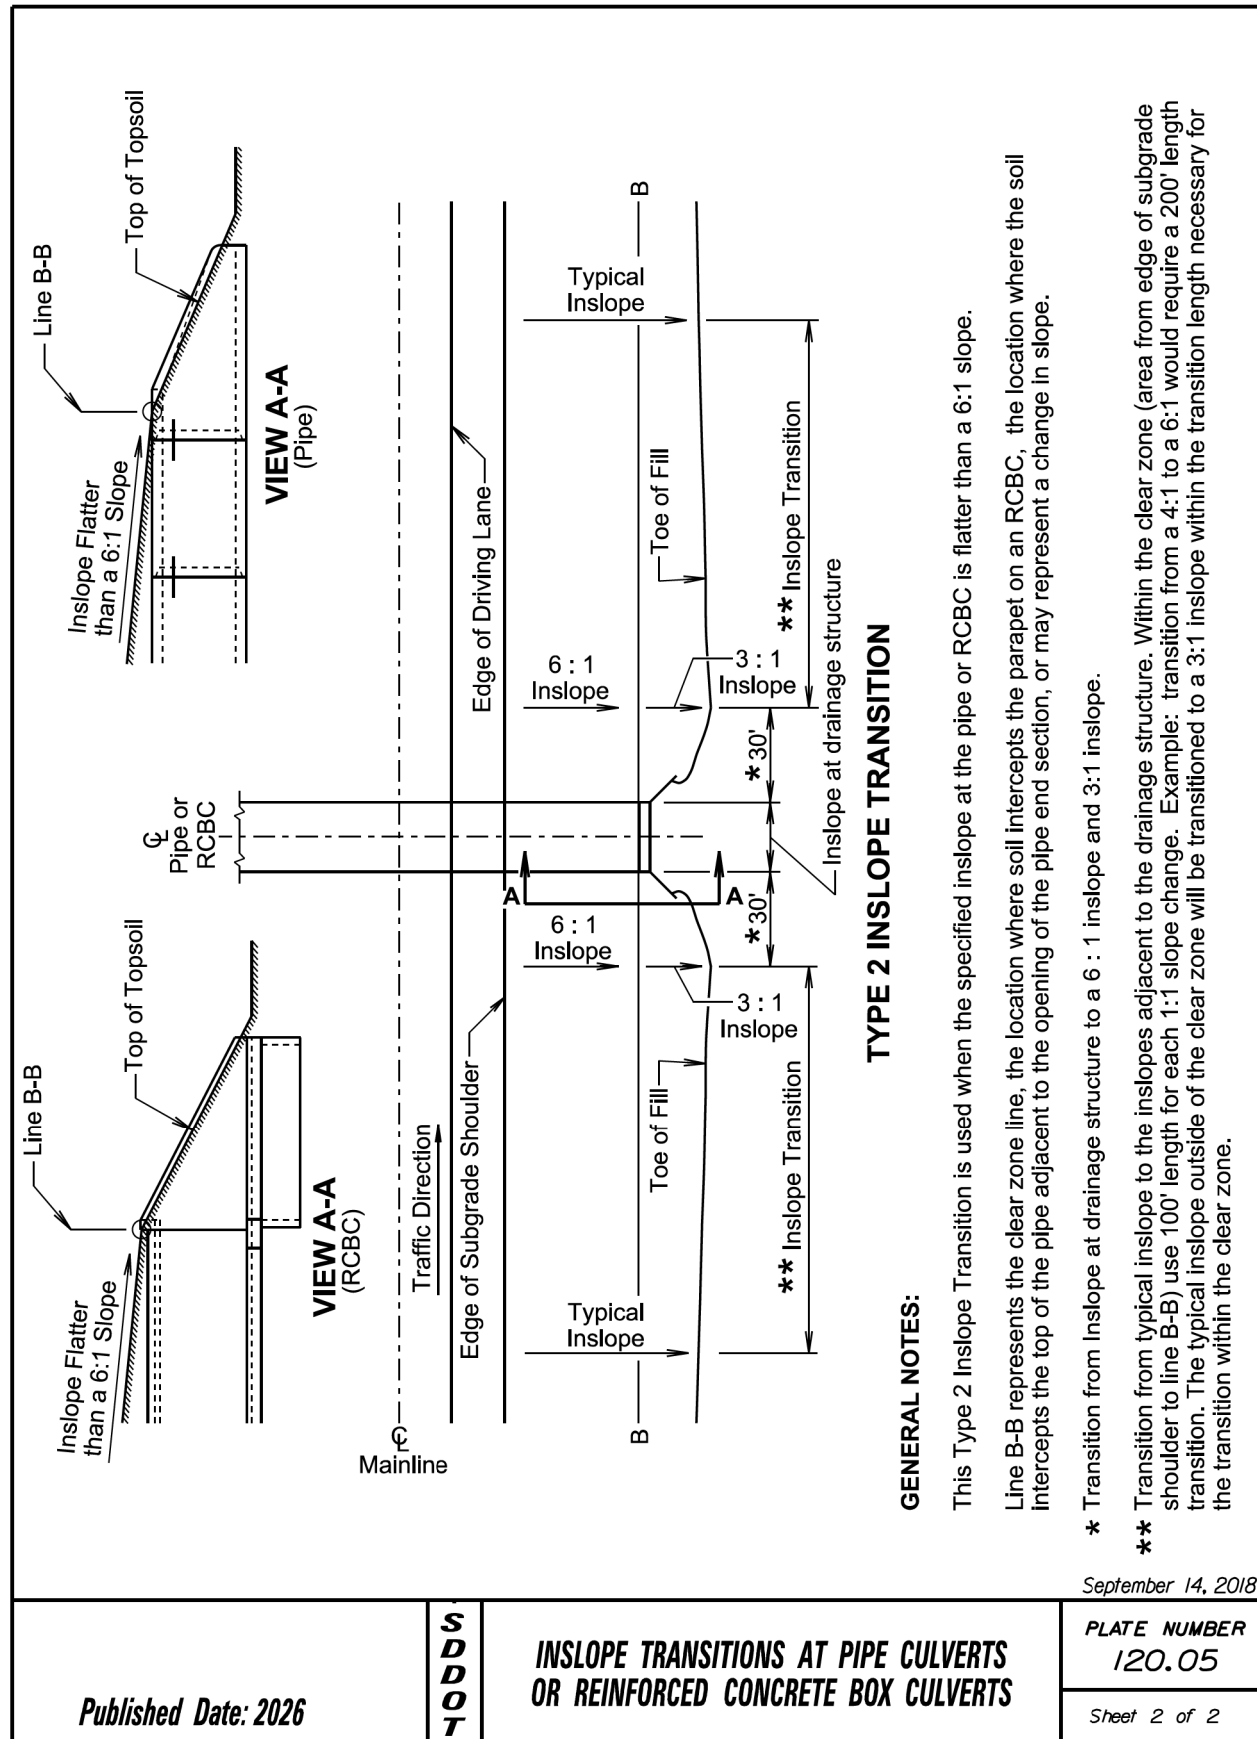 Line B-B
Top of Topsoil
Inslope Flatter
than a 6:1 Slope
VIEW A-A
(RCBC)
Line B-B
Top of Topsoil
Inslope Flatter
than a 6:1 Slope
VIEW A-A
(Pipe)
℄
Pipe or
RCBC
℄
Mainline
Traffic Direction
Edge of Subgrade Shoulder
Edge of Driving Lane
A
A
B
B
Typical
Inslope
6 : 1
Inslope
6 : 1
Inslope
Typical
Inslope
Toe of Fill
3 : 1
Inslope
3 : 1
Inslope
Toe of Fill
** Inslope Transition
* 30'
* 30'
** Inslope Transition
Inslope at drainage structure
TYPE 2 INSLOPE TRANSITION
GENERAL NOTES:
This Type 2 Inslope Transition is used when the specified inslope at the pipe or RCBC is flatter than a 6:1 slope.
Line B-B represents the clear zone line, the location where soil intercepts the parapet on an RCBC, the location where the soil
intercepts the top of the pipe adjacent to the opening of the pipe end section, or may represent a change in slope.
* Transition from Inslope at drainage structure to a 6 : 1 inslope and 3:1 inslope.
** Transition from typical inslope to the inslopes adjacent to the drainage structure. Within the clear zone (area from edge of subgrade
shoulder to line B-B) use 100' length for each 1:1 slope change. Example: transition from a 4:1 to a 6:1 would require a 200' length
transition. The typical inslope outside of the clear zone will be transitioned to a 3:1 inslope within the transition length necessary for
the transition within the clear zone.
September 14, 2018
Published Date: 2026
SDDOT
INSLOPE TRANSITIONS AT PIPE CULVERTS
OR REINFORCED CONCRETE BOX CULVERTS
PLATE NUMBER
120.05
Sheet 2 of 2